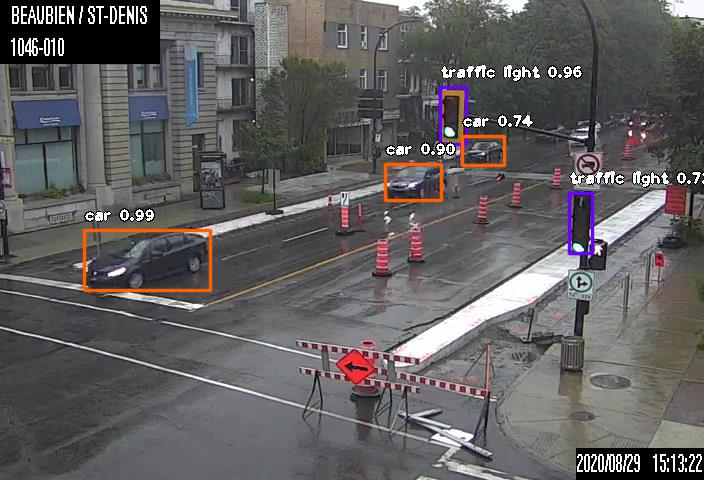 BEAUBIEN / ST-DENIS
1046-010
traffic light 0.96
car 0.74
car 0.90
traffic light 0.7
car 0.99
2020/08/29 15:13:22